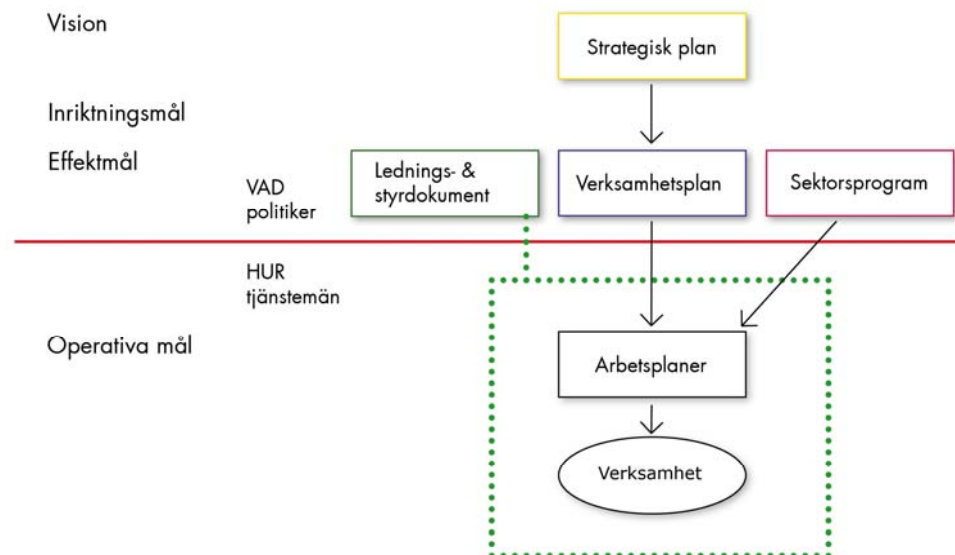 Vision
Strategisk plan
Inriktningsmål
Effektmål
Lednings- &
styrdokument
Verksamhetsplan
Sektorsprogram
VAD
politiker
HUR
tjänstemän
Operativa mål
Arbetsplaner
Verksamhet